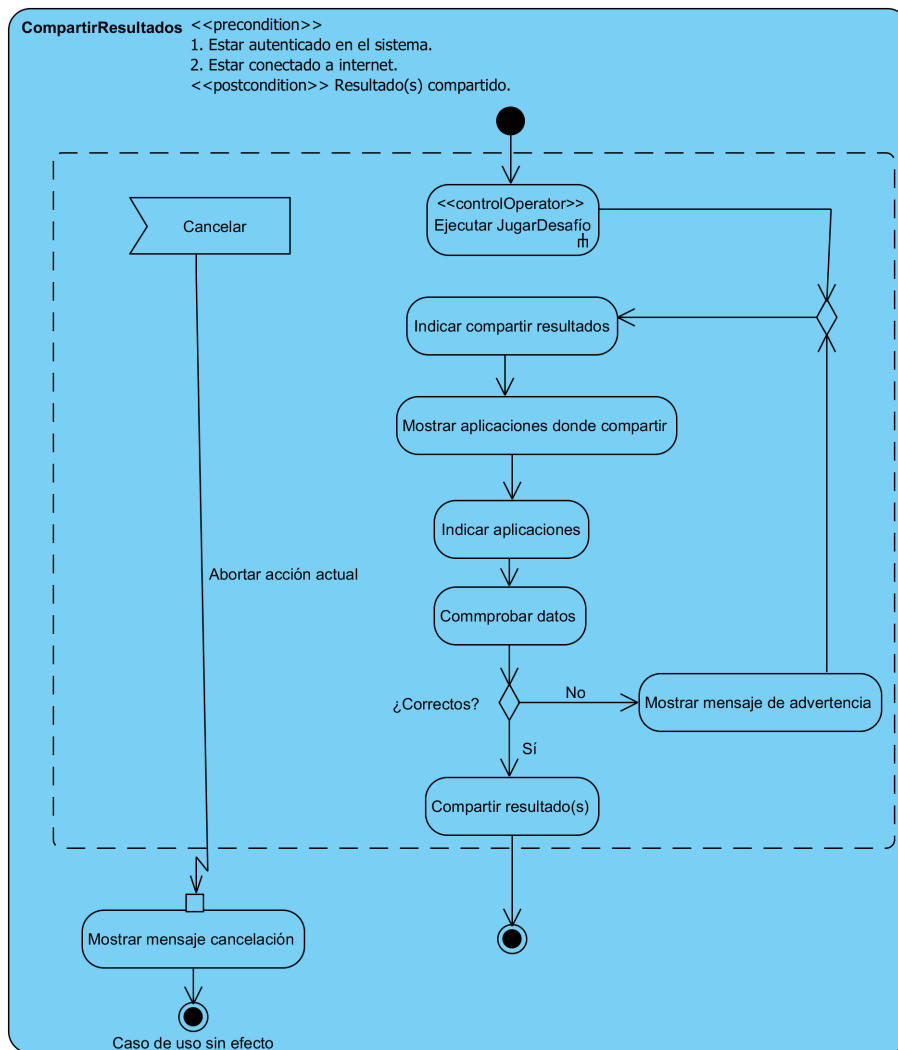 CompartirResultados <<precondition>>
1. Estar autenticado en el sistema.
2. Estar conectado a internet.
<<postcondition>> Resultado(s) compartido.
<<controlOperator>>
Ejecutar JugarDesafío
Cancelar
Indicar compartir resultados
Mostrar aplicaciones donde compartir
Indicar aplicaciones
Abortar acción actual
Commprobar datos
¿Correctos?
No
Mostrar mensaje de advertencia
Sí
Compartir resultado(s)
Mostrar mensaje cancelación
Caso de uso sin efecto